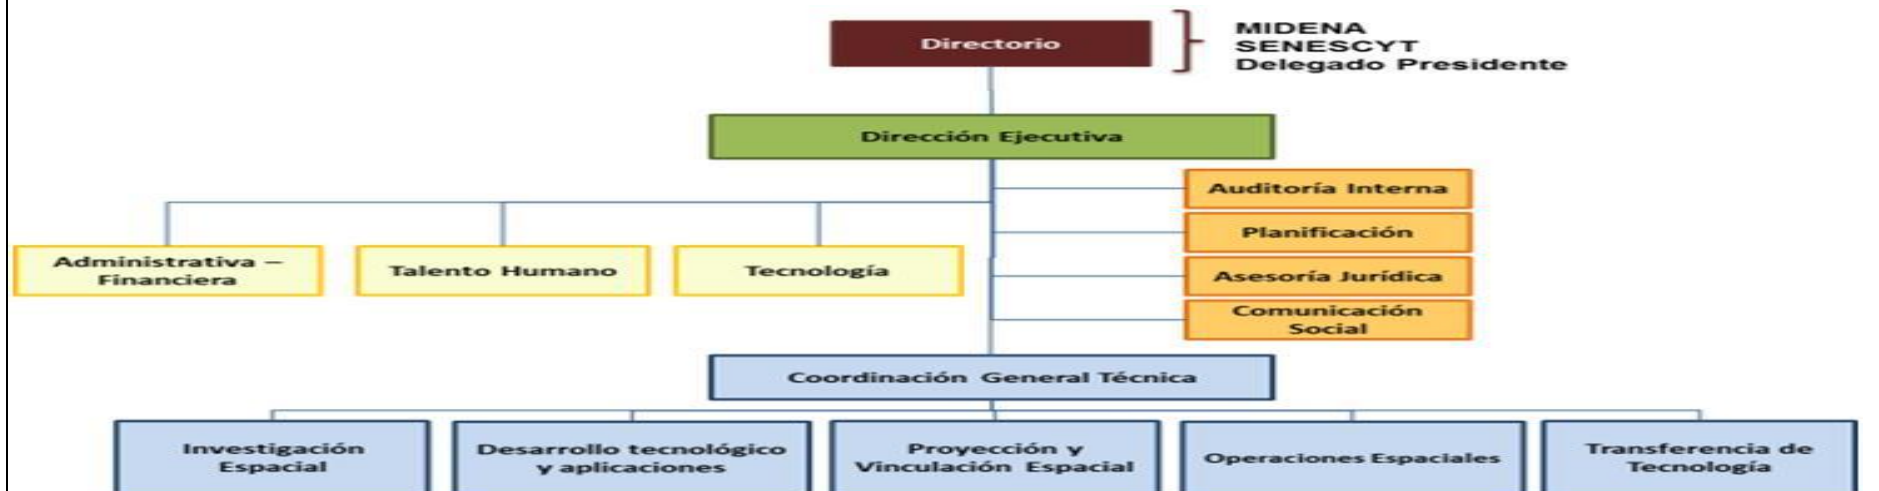 Directorio
MIDENA
SENESCYT
Delegado Presidente
Dirección Ejecutiva
Auditoría Interna
Planificación
Asesoría Jurídica
Comunicación
Social
Administrativa –
Financiera
Talento Humano
Tecnología
Coordinación General Técnica
Investigación
Espacial
Desarrollo tecnológico
y aplicaciones
Proyección y
Vinculación Espacial
Operaciones Espaciales
Transferencia de
Tecnología